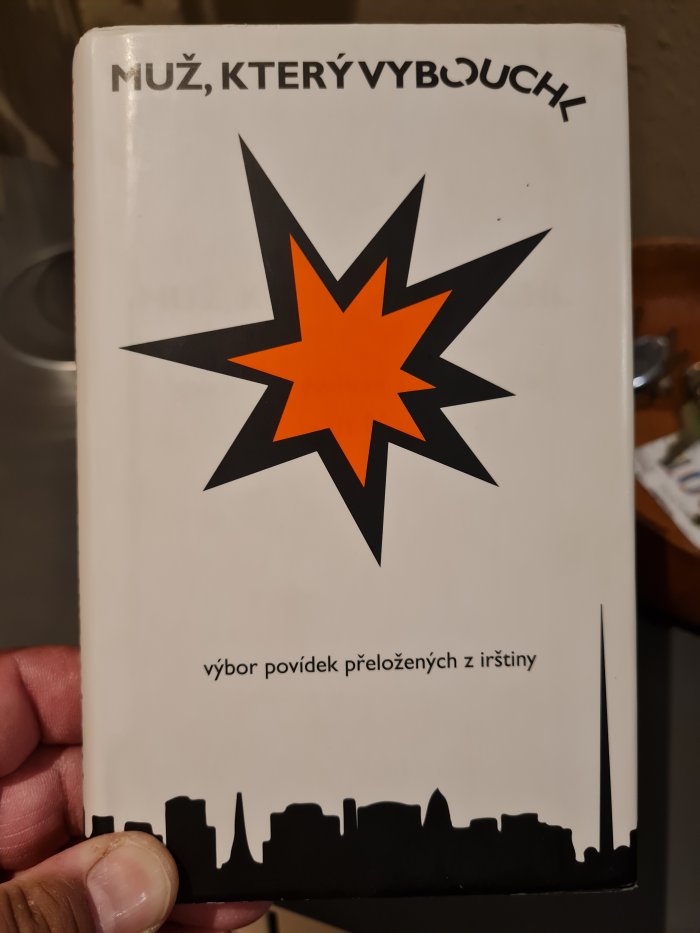 MUŽ, KTERÝ VYBOUCHL
výbor povídek přeložených z irštiny